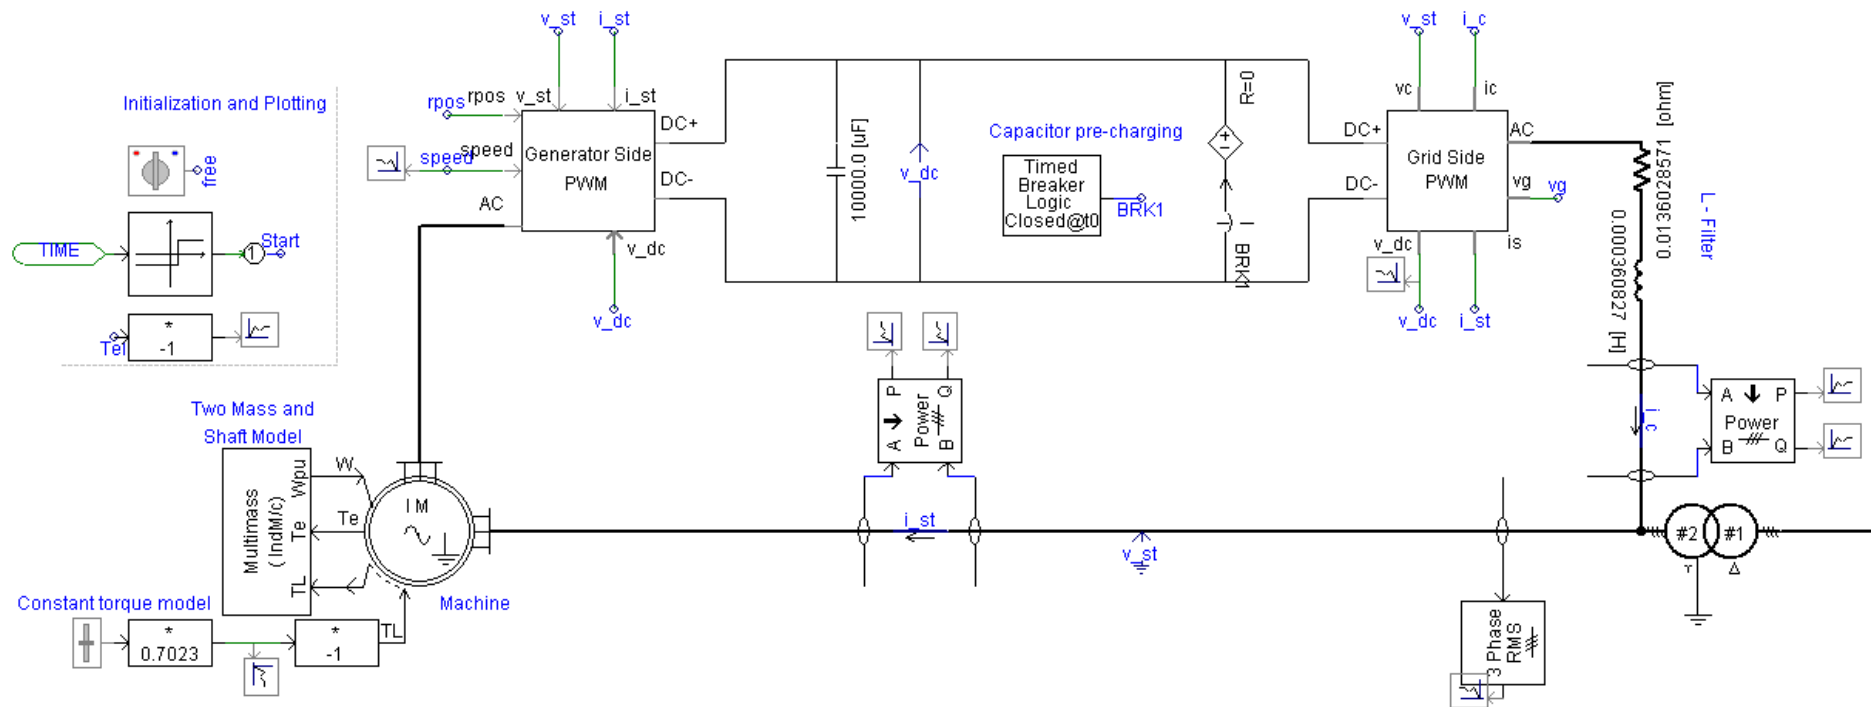 Initialization and Plotting
free
TIME
1
Start
Tel
*
-1
v_st
i_st
rpos
rpos
v_st
i_st
speed
speed
Generator Side
PWM
DC+
DC-
AC
v_dc
v_dc
10000.0 [uF]
v_dc
Capacitor pre-charging
Timed
Breaker
Logic
Closed@t0
BRK1
R=0
+
I
BRK1
v_st
i_c
vc
ic
DC+
DC-
Grid Side
PWM
AC
vg
vg
v_dc
is
v_dc
i_st
0.0136028571 [ohm]
L - Filter
0.000360827 [H]
i_c
A
P
Power
B
Q
P
Q
Power
A
B
Two Mass and
Shaft Model
Multimass
(IndM/c)
Wpu
Te
TL
W
Te
I M
Machine
Constant torque model
*
0.7023
*
-1
TL
i_st
v_st
3 Phase
RMS
#2
#1
Y
Δ